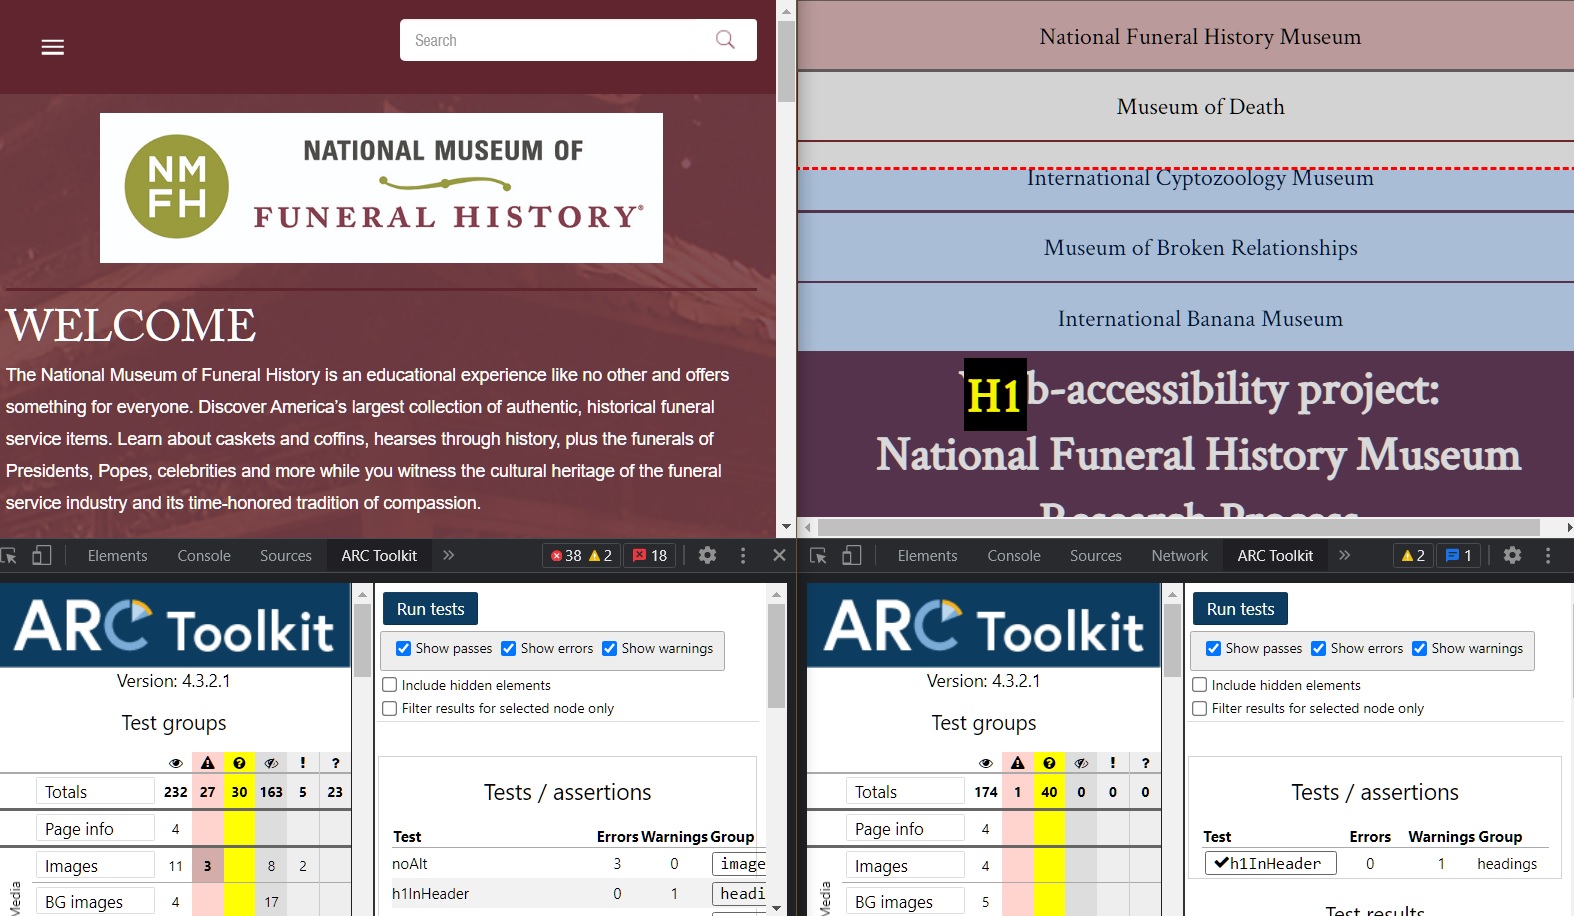 Search
NM
FH
NATIONAL MUSEUM OF
FUNERAL HISTORY®
WELCOME
The National Museum of Funeral History is an educational experience like no other and offers
something for everyone. Discover America's largest collection of authentic, historical funeral
service items. Learn about caskets and coffins, hearses through history, plus the funerals of
Presidents, Popes, celebrities and more while you witness the cultural heritage of the funeral
service industry and its time-honored tradition of compassion.
National Funeral History Museum
Museum of Death
International Cyptozoology Museum
Museum of Broken Relationships
International Banana Museum
H1
b-accessibility project:
National Funeral History Museum
Research Process
Elements Console Sources ARC Toolkit » 38 2 18
ARC Toolkit
Version: 4.3.2.1
Test groups
! ?
Totals 232 27 30 163 5 23
Page info 4
Images 11 3 8 2
BG images 4 17
Media
Run tests
Show passes Show errors Show warnings
Include hidden elements
Filter results for selected node only
Tests / assertions
Test Errors Warnings Group
noAlt 3 0 image
h1InHeader 0 1 headi
Elements Console Sources Network ARC Toolkit » 2 1
ARC Toolkit
Version: 4.3.2.1
Test groups
! ?
Totals 174 1 40 0 0 0
Page info 4
Images 4
BG images 5
Media
Run tests
Show passes Show errors Show warnings
Include hidden elements
Filter results for selected node only
Tests / assertions
Test Errors Warnings Group
✔h1InHeader 0 1 headings
Test results